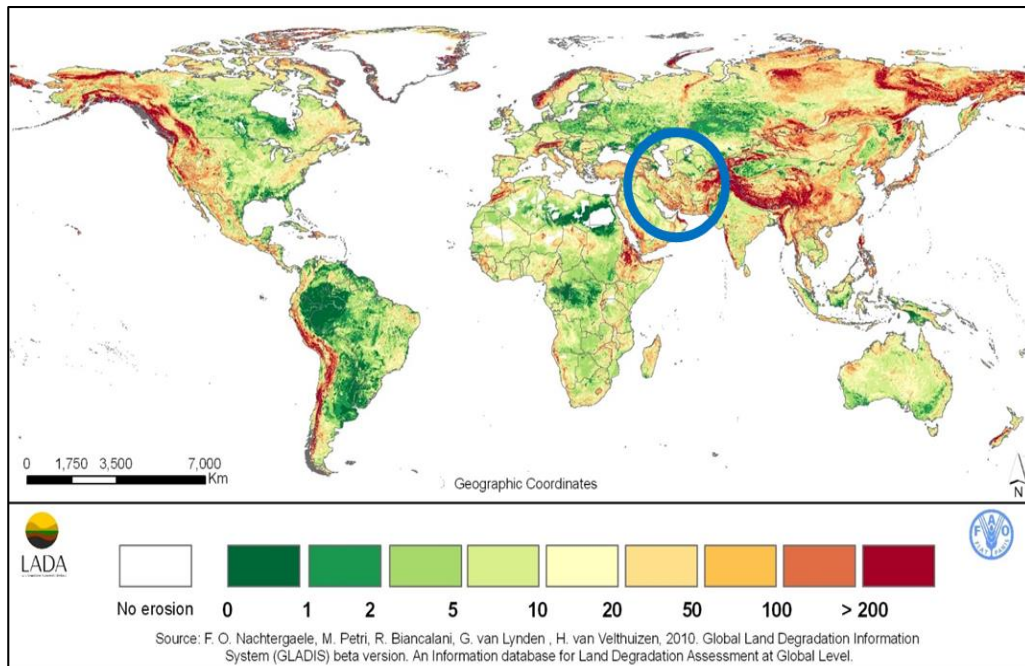 0 1,750 3,500 7,000
Km
Geographic Coordinates
N
LADA
F A O
FIAT PANIS
No erosion 0 1 2 5 10 20 50 100 > 200
Source: F. O. Nachtergaele, M. Petri, R. Biancalani, G. van Lynden , H. van Velthuizen, 2010. Global Land Degradation Information
System (GLADIS) beta version. An Information database for Land Degradation Assessment at Global Level.